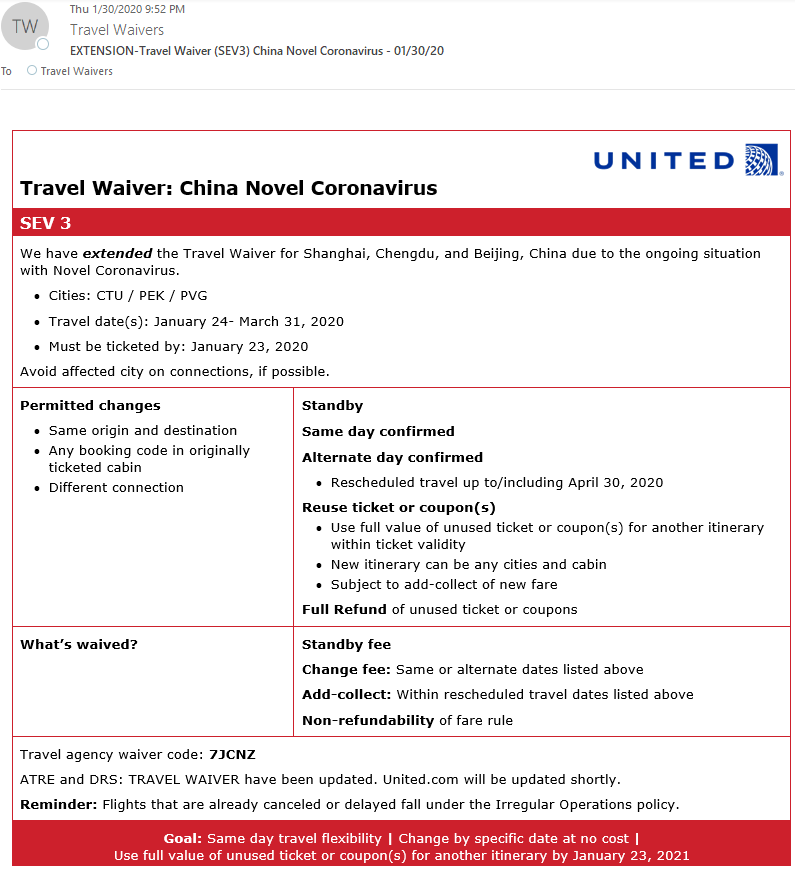 TW
Thu 1/30/2020 9:52 PM
Travel Waivers
EXTENSION-Travel Waiver (SEV3) China Novel Coronavirus - 01/30/20
To Travel Waivers
UNITED
Travel Waiver: China Novel Coronavirus
SEV 3
We have extended the Travel Waiver for Shanghai, Chengdu, and Beijing, China due to the ongoing situation
with Novel Coronavirus.
• Cities: CTU / PEK / PVG
• Travel date(s): January 24- March 31, 2020
• Must be ticketed by: January 23, 2020
Avoid affected city on connections, if possible.
Permitted changes
• Same origin and destination
• Any booking code in originally
ticketed cabin
• Different connection
Standby
Same day confirmed
Alternate day confirmed
• Rescheduled travel up to/including April 30, 2020
Reuse ticket or coupon(s)
• Use full value of unused ticket or coupon(s) for another itinerary
within ticket validity
• New itinerary can be any cities and cabin
• Subject to add-collect of new fare
Full Refund of unused ticket or coupons
What's waived?
Standby fee
Change fee: Same or alternate dates listed above
Add-collect: Within rescheduled travel dates listed above
Non-refundability of fare rule
Travel agency waiver code: 7JCNZ
ATRE and DRS: TRAVEL WAIVER have been updated. United.com will be updated shortly.
Reminder: Flights that are already canceled or delayed fall under the Irregular Operations policy.
Goal: Same day travel flexibility | Change by specific date at no cost |
Use full value of unused ticket or coupon(s) for another itinerary by January 23, 2021